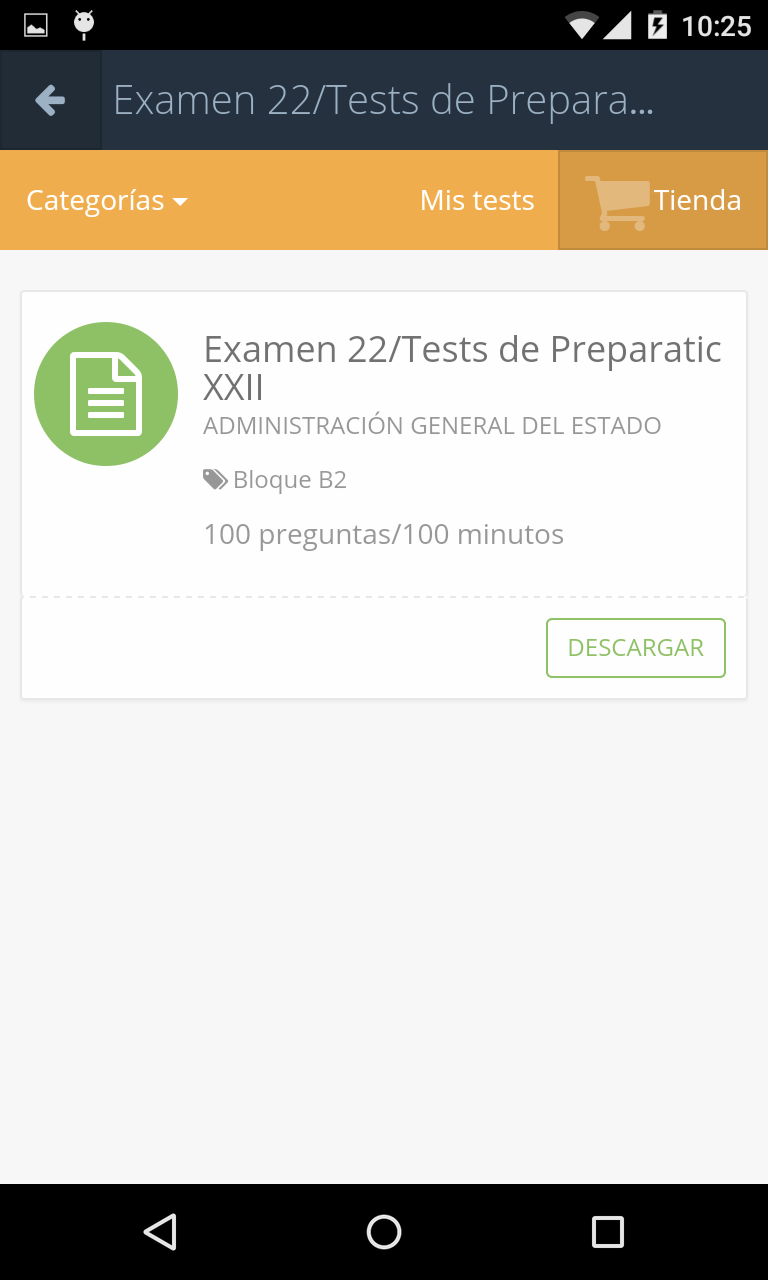 10:25
Examen 22/Tests de Prepara...
Categorías
Mis tests
Tienda
Examen 22/Tests de Preparatic
XXII
ADMINISTRACIÓN GENERAL DEL ESTADO
Bloque B2
100 preguntas/100 minutos
DESCARGAR